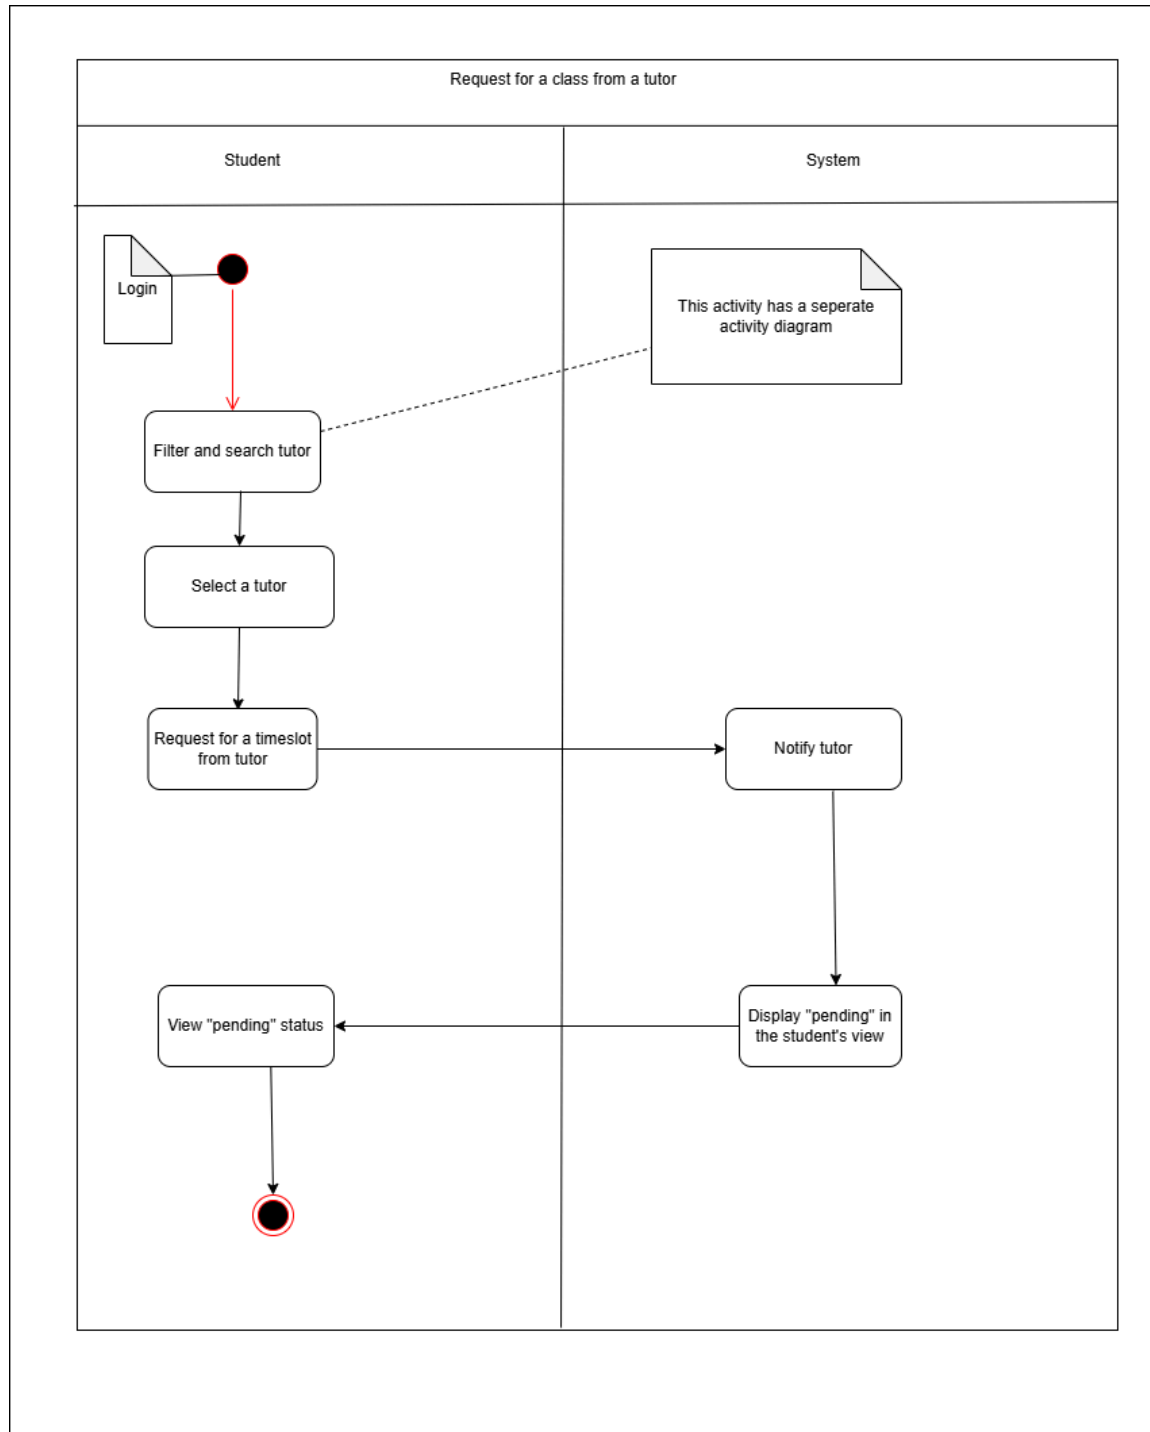 Request for a class from a tutor
Student
System
Login
This activity has a seperate
activity diagram
Filter and search tutor
Select a tutor
Request for a timeslot
from tutor
Notify tutor
View "pending" status
Display "pending" in
the student's view